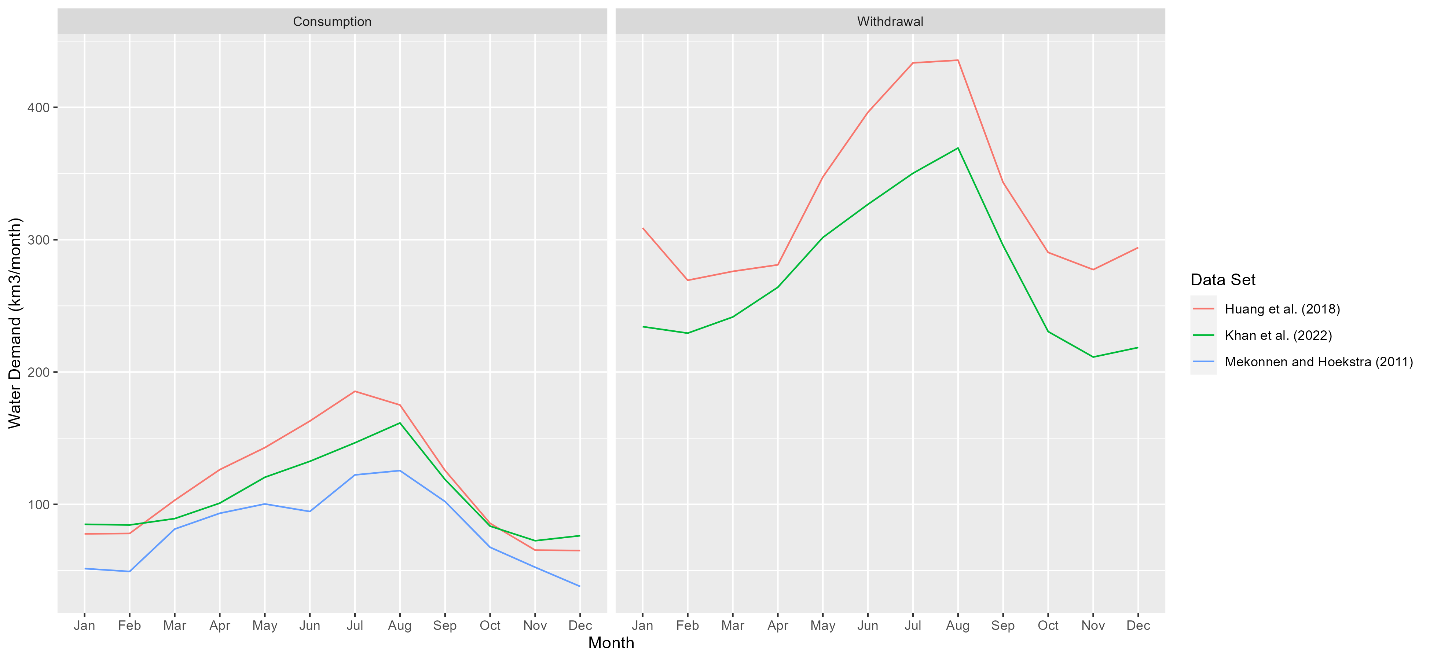 Consumption
Withdrawal
Water Demand (km3/month)
400
300
200
100
Jan Feb Mar Apr May Jun Jul Aug Sep Oct Nov Dec
Jan Feb Mar Apr May Jun Jul Aug Sep Oct Nov Dec
Month
Data Set
Huang et al. (2018)
Khan et al. (2022)
Mekonnen and Hoekstra (2011)